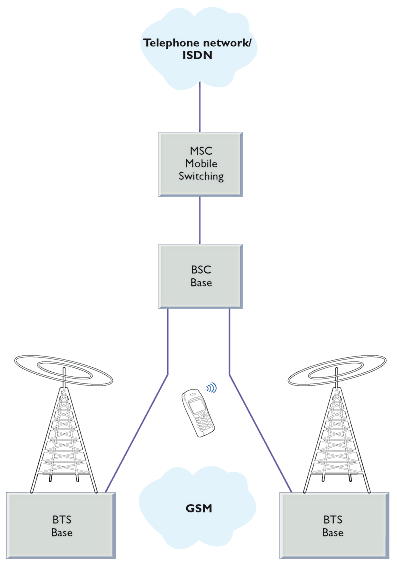 Telephone network/
ISDN
MSC
Mobile
Switching
BSC
Base
GSM
BTS
Base
BTS
Base